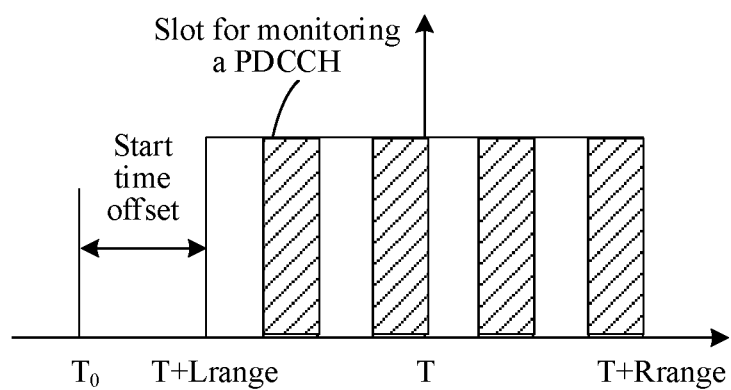 Slot for monitoring
a PDCCH
Start
time
offset
T₀
T+Lrange
T
T+Rrange